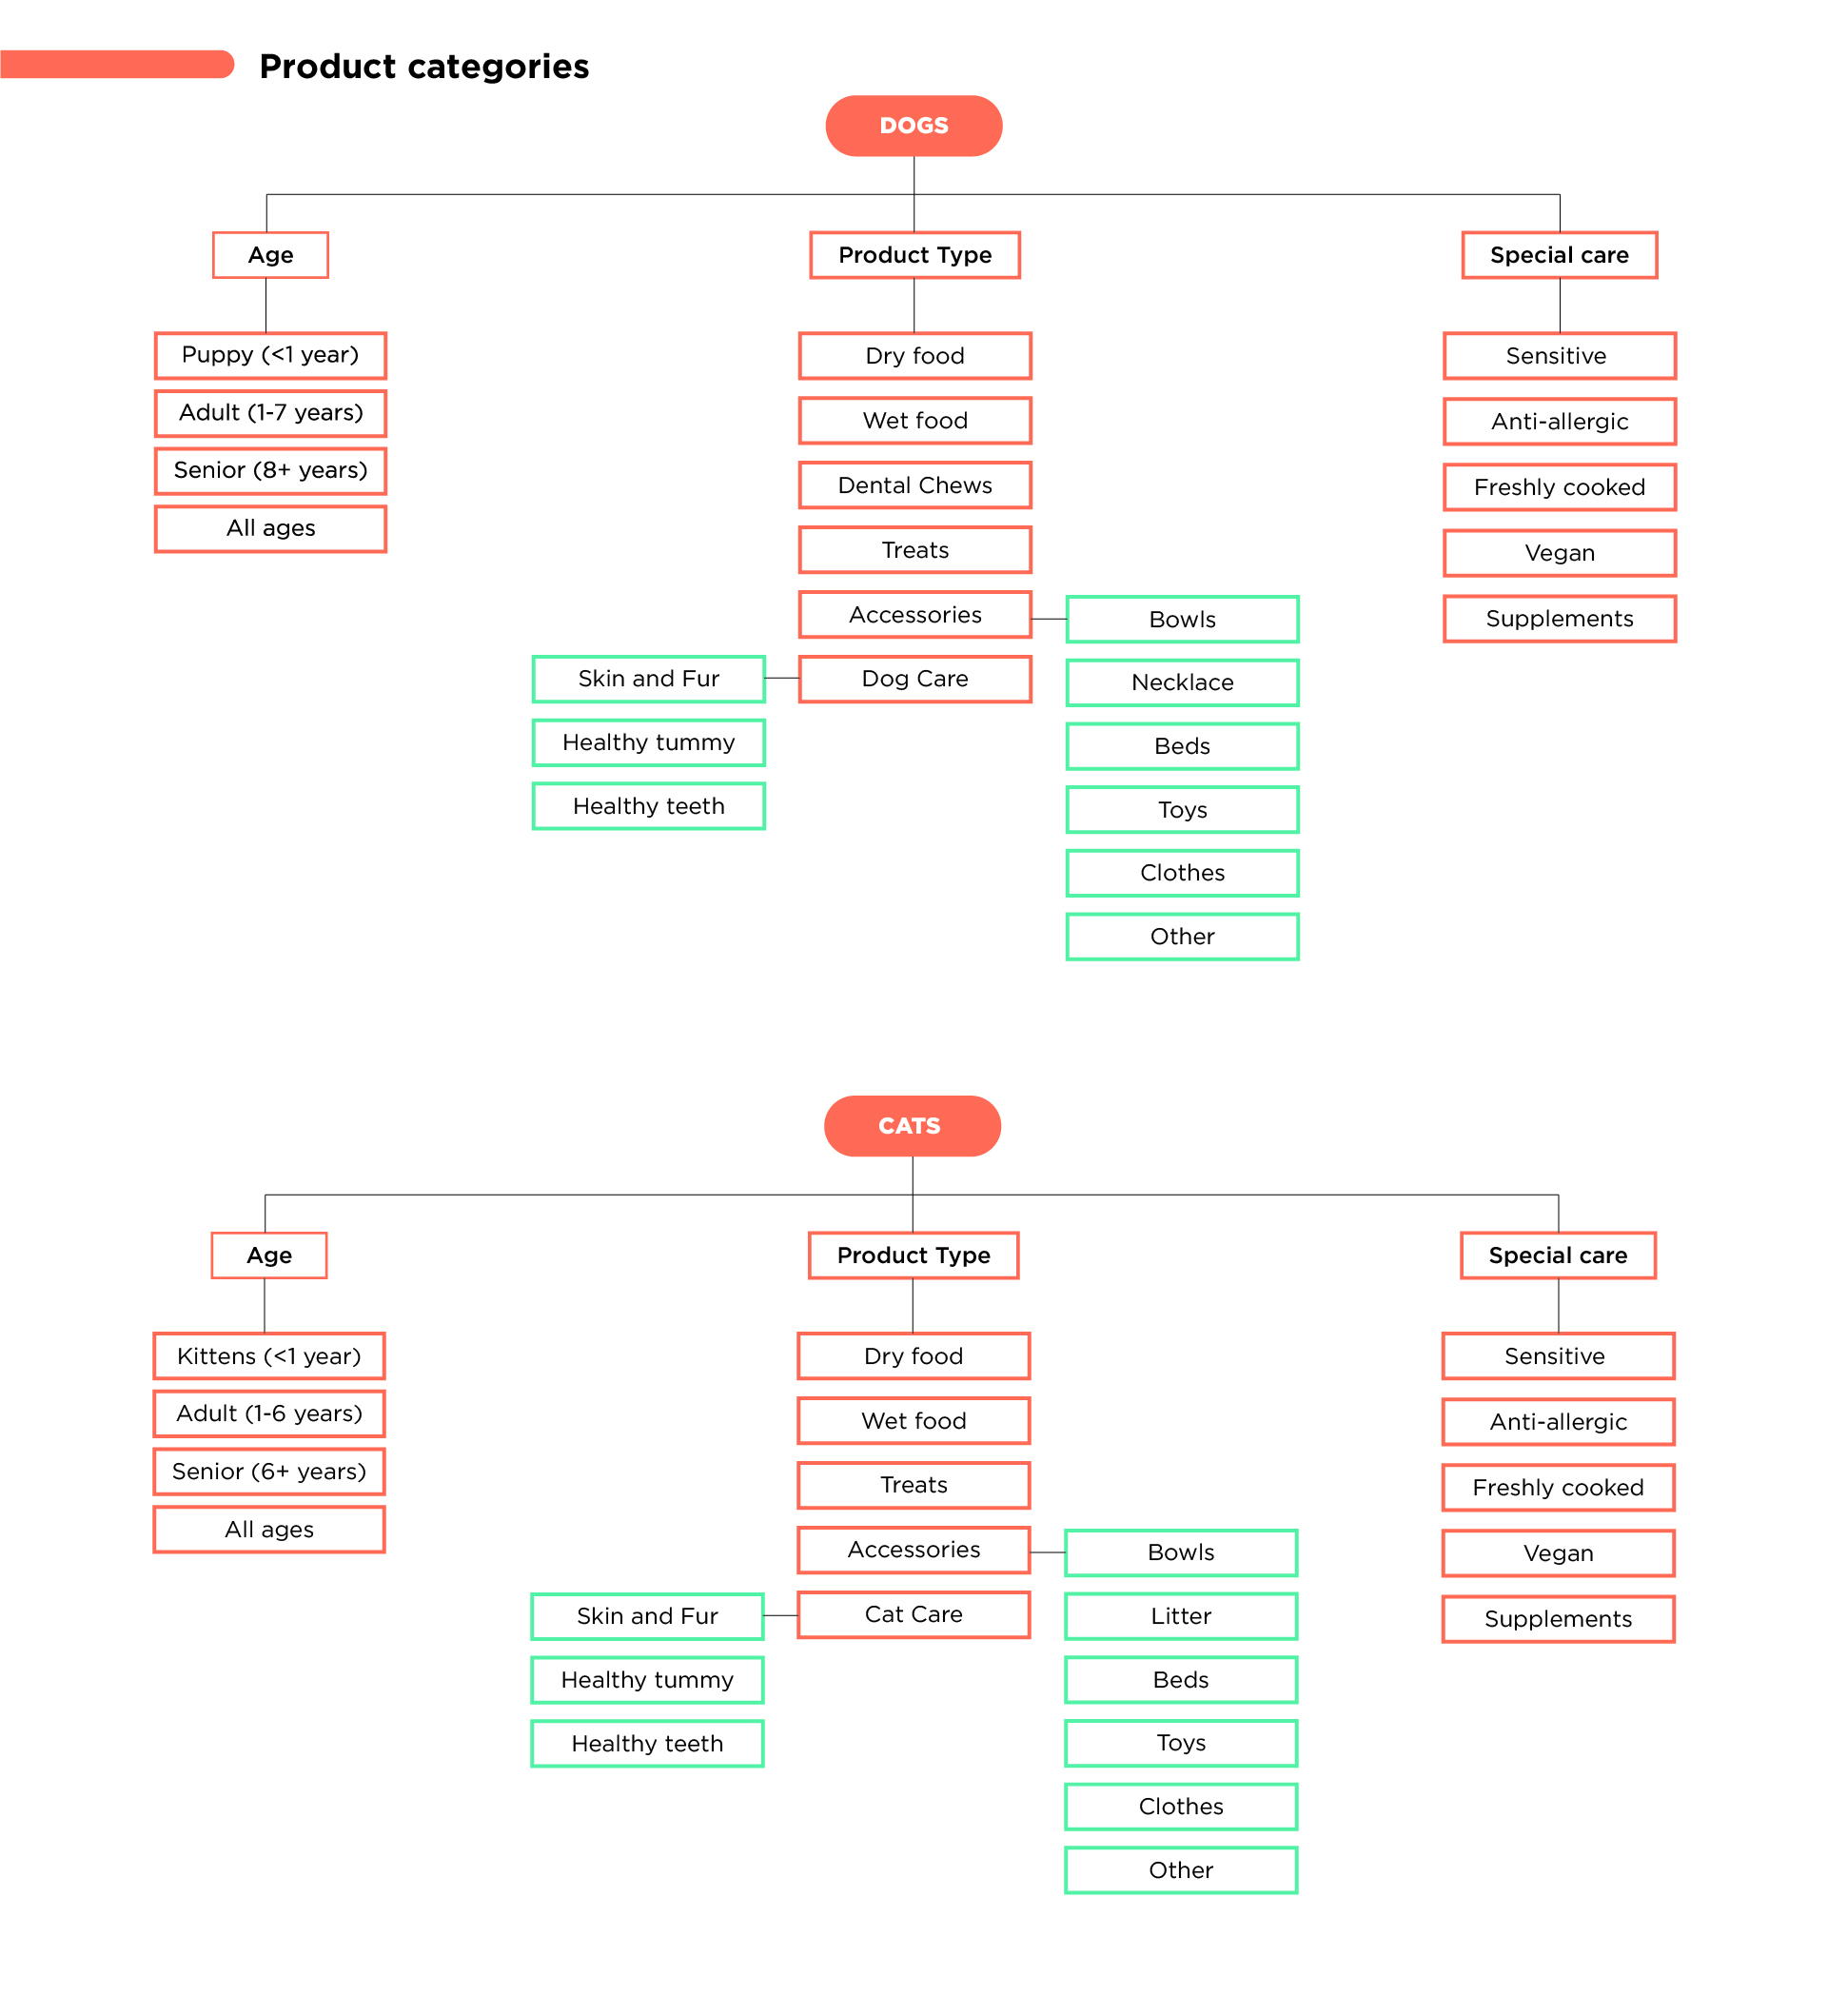 Product categories
DOGS
Age
Product Type
Special care
Puppy (<1 year)
Adult (1-7 years)
Senior (8+ years)
All ages
Dry food
Wet food
Dental Chews
Treats
Accessories
Dog Care
Skin and Fur
Healthy tummy
Healthy teeth
Bowls
Necklace
Beds
Toys
Clothes
Other
Sensitive
Anti-allergic
Freshly cooked
Vegan
Supplements
CATS
Age
Product Type
Special care
Kittens (<1 year)
Adult (1-6 years)
Senior (6+ years)
All ages
Dry food
Wet food
Treats
Accessories
Cat Care
Skin and Fur
Healthy tummy
Healthy teeth
Bowls
Litter
Beds
Toys
Clothes
Other
Sensitive
Anti-allergic
Freshly cooked
Vegan
Supplements